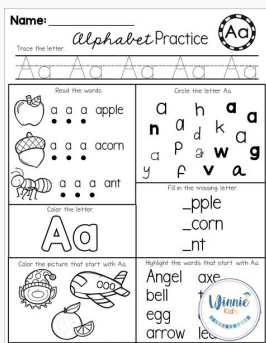 Name:
Alphabet Practice
Aa
Trace the letter.
Aa Aa Aa Aa Aa
Read the words.
a a a apple
a a a acorn
a a a ant
Color the letter.
Aa
Color the picture that start with Aa.
Circle the letter Aa.
a h a a
n a d k a
a p a w g
y F v a
Fill in the missing letter.
_pple
_corn
_nt
Highlight the words that start with Aa.
Angel axe
bell
egg
arrow
Winnie
Kids